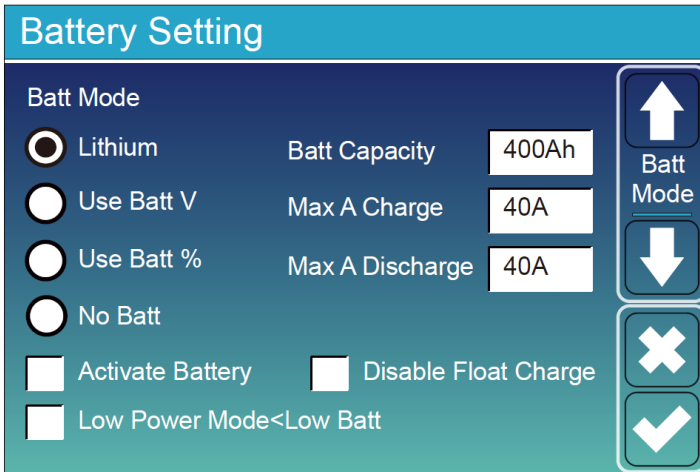 Battery Setting
Batt Mode
Lithium
Batt Capacity 400Ah
Use Batt V
Max A Charge 40A
Use Batt %
Max A Discharge 40A
No Batt
Activate Battery
Disable Float Charge
Low Power Mode<Low Batt
Batt
Mode